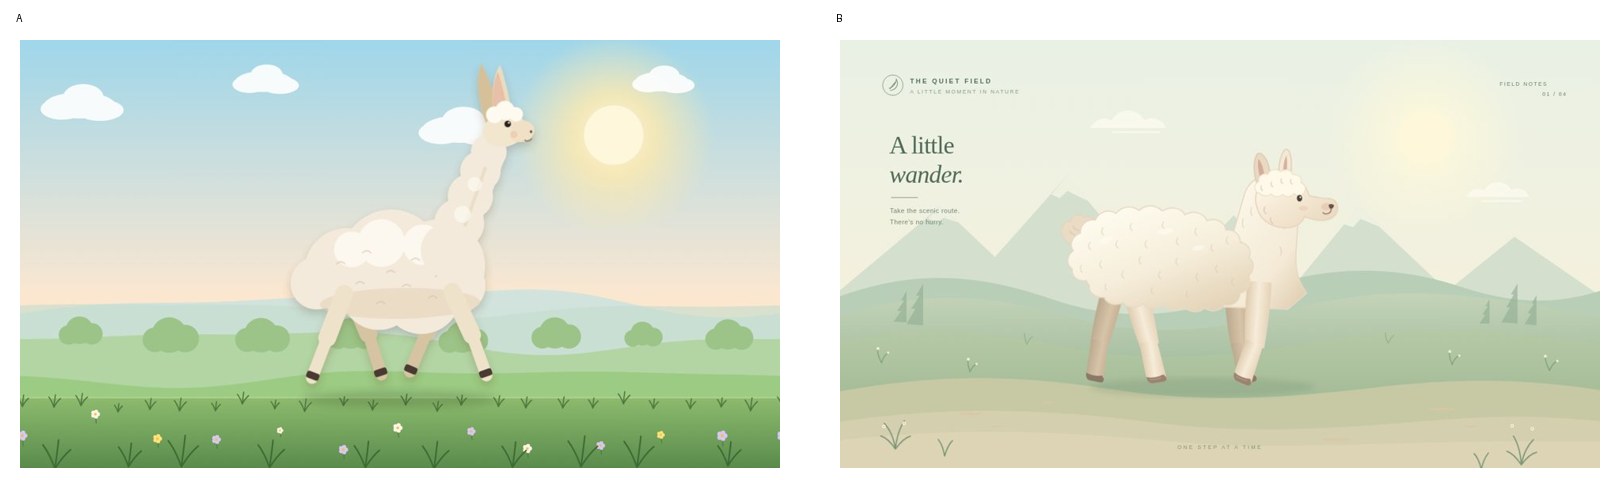 A
B
THE QUIET FIELD
A LITTLE MOMENT IN NATURE
FIELD NOTES
01 / 04
A little
wander.
Take the scenic route.
There's no hurry.
ONE STEP AT A TIME